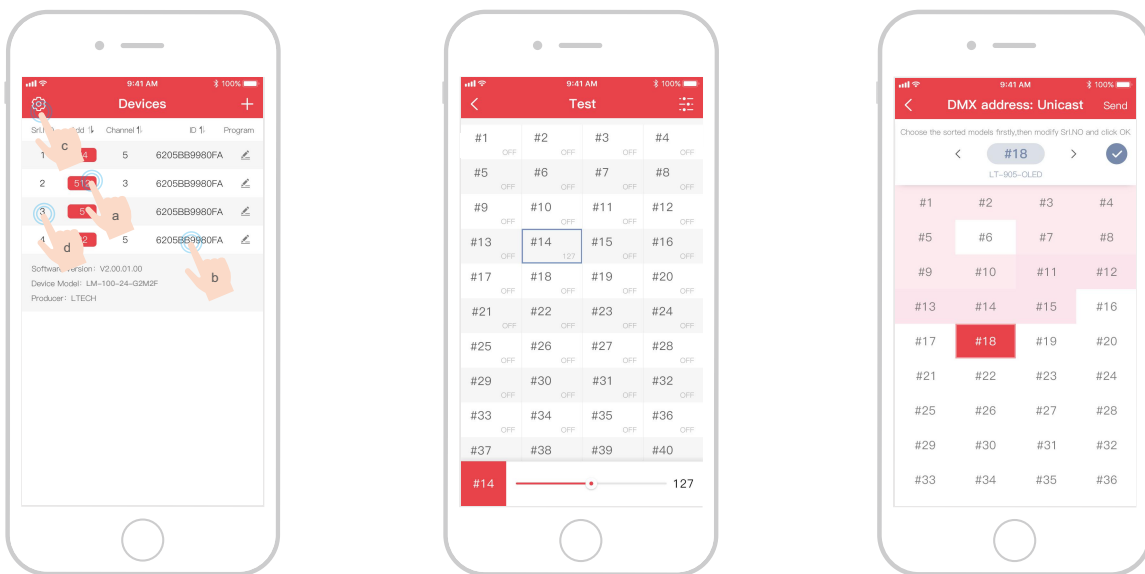 9:41 AM 100%
Devices
Channel ID Program
c
1 5 6205BB9980FA
2 512 3 6205BB9980FA
a
3 6205BB9980FA
d
5 6205BB9980FA
b
V2.00.01.00
Device Model: LM-100-24-G2M2F
Producer: LTECH
9:41 AM 100%
Test
#1 OFF #2 OFF #3 OFF #4 OFF
#5 OFF #6 OFF #7 OFF #8 OFF
#9 OFF #10 OFF #11 OFF #12 OFF
#13 OFF #14 127 #15 OFF #16 OFF
#17 OFF #18 OFF #19 OFF #20 OFF
#21 OFF #22 OFF #23 OFF #24 OFF
#25 OFF #26 OFF #27 OFF #28 OFF
#29 OFF #30 OFF #31 OFF #32 OFF
#33 OFF #34 OFF #35 OFF #36 OFF
#37 #38 #39 #40
#14 127
9:41 AM 100%
DMX address: Unicast Send
Choose the sorted models firstly,then modify Srl.NO and click OK
#18
LT-905-OLED
#1 #2 #3 #4
#5 #6 #7 #8
#9 #10 #11 #12
#13 #14 #15 #16
#17 #18 #19 #20
#21 #22 #23 #24
#25 #26 #27 #28
#29 #30 #31 #32
#33 #34 #35 #36